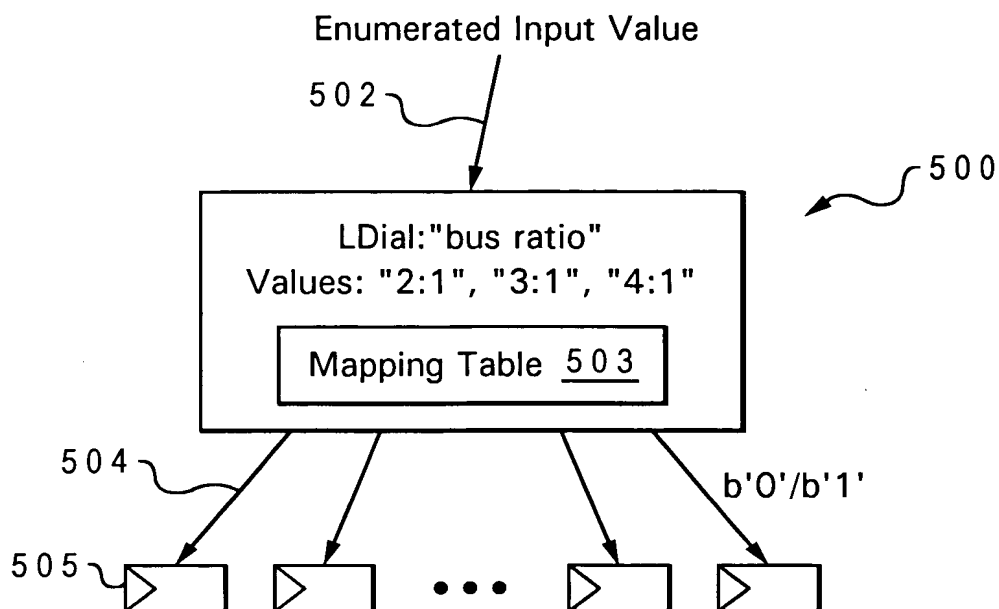 Enumerated Input Value
502
500
LDial:"bus ratio"
Values: "2:1", "3:1", "4:1"
Mapping Table 503
504
b'0'/b'1'
505